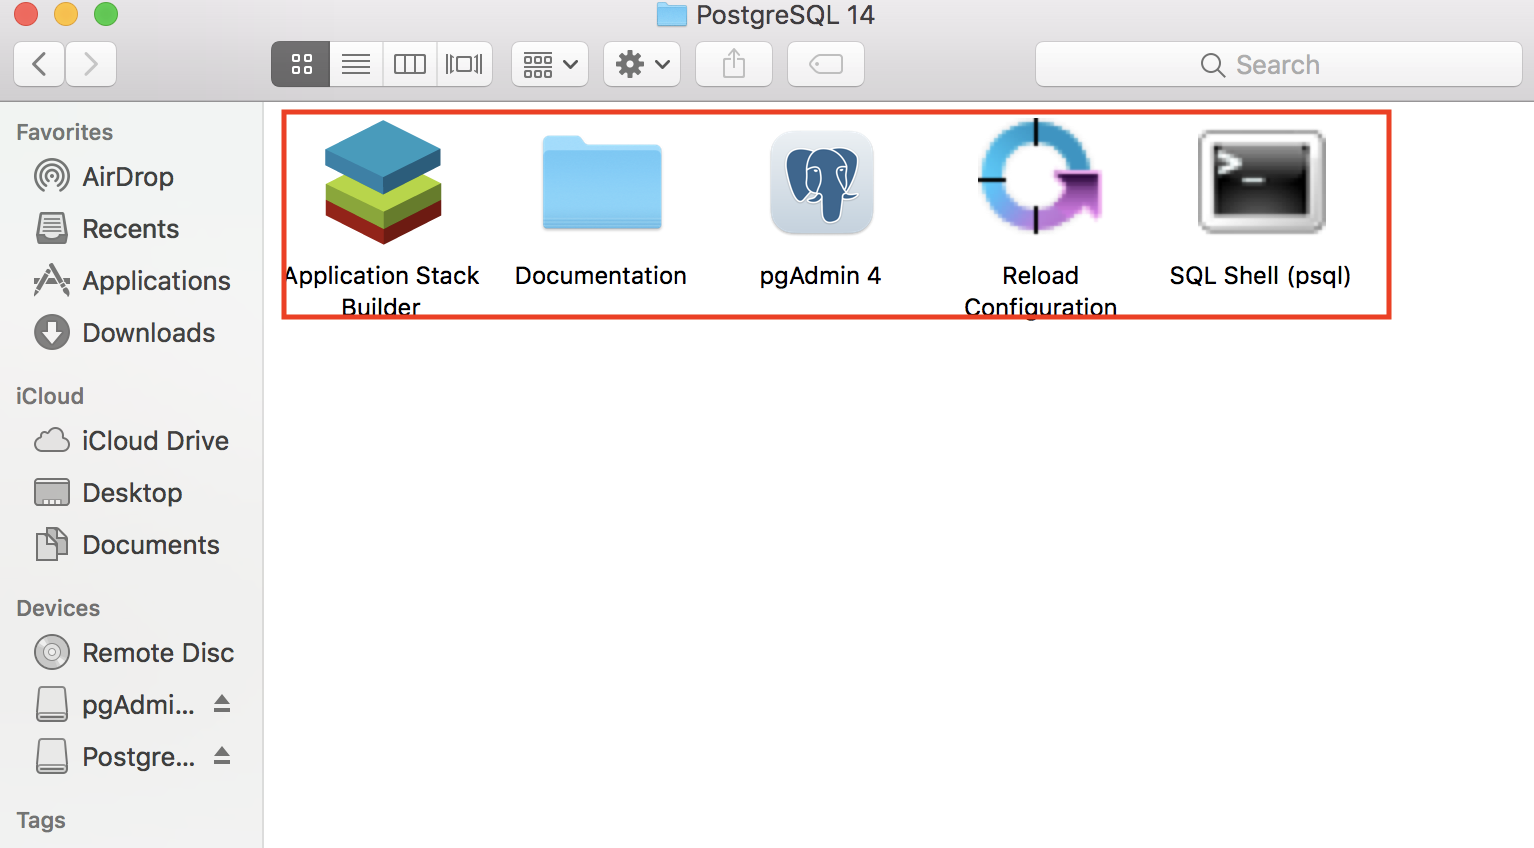 PostgreSQL 14
Search
Favorites
AirDrop
Recents
Applications
Downloads
iCloud
iCloud Drive
Desktop
Documents
Devices
Remote Disc
pgAdmi...
Postgre...
Tags
Application Stack
Builder
Documentation
pgAdmin 4
Reload
Configuration
SQL Shell (psql)